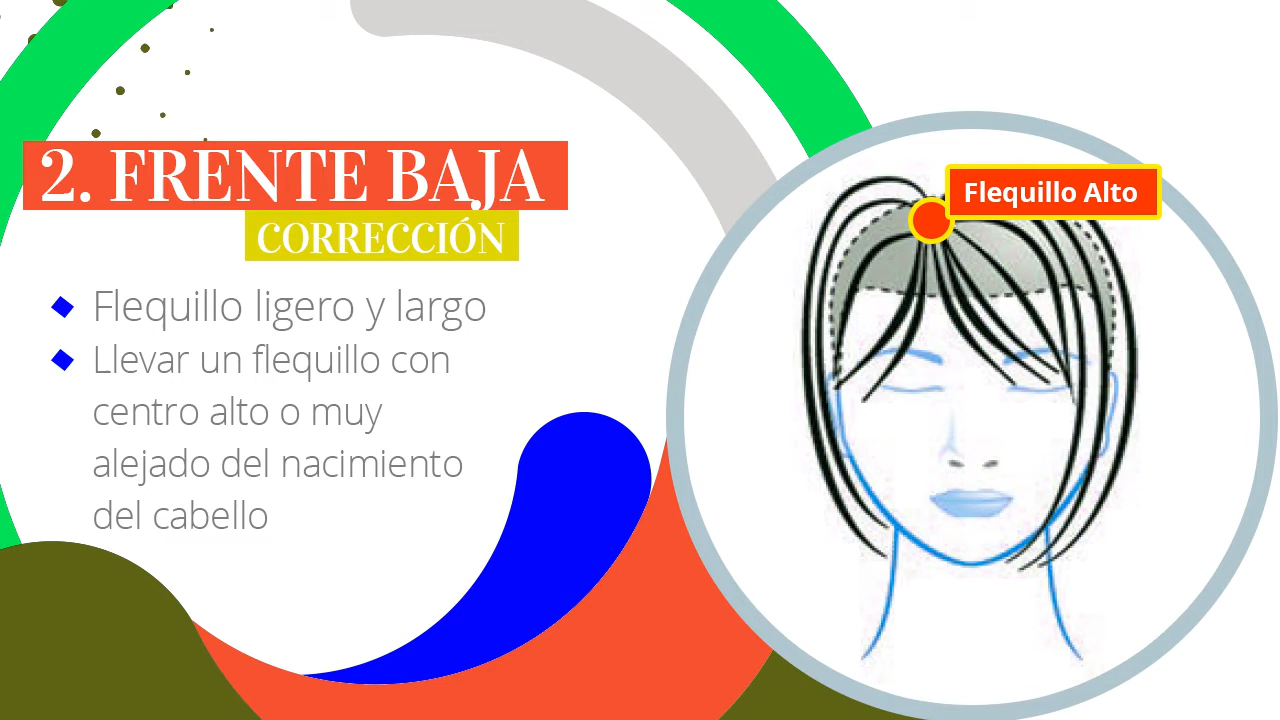 2. FRENTE BAJA
CORRECCIÓN
Flequillo ligero y largo
Llevar un flequillo con
centro alto o muy
alejado del nacimiento
del cabello
Flequillo Alto